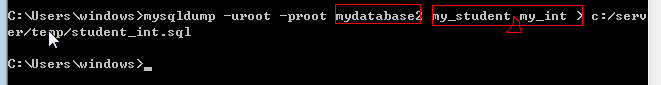 C:\Users\windows>mysqldump -uroot -proot mydatabase2 my_student my_int > c:/serv
er/temp/student_int.sql
C:\Users\windows>_